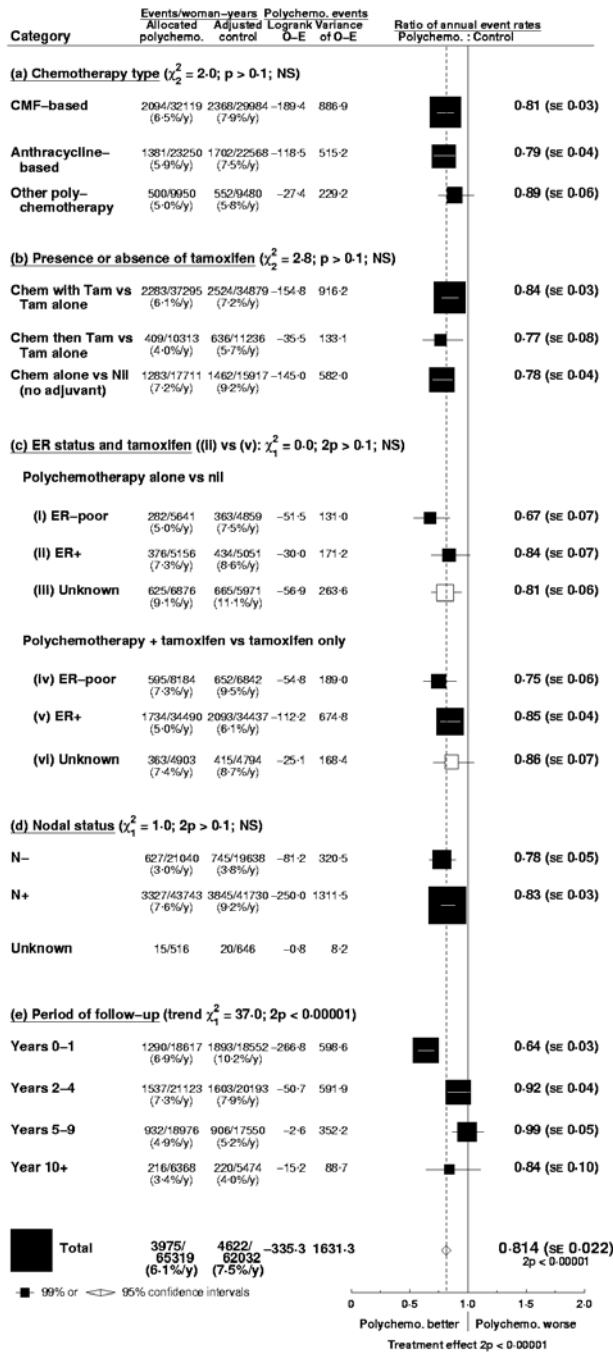 Events/woman–years Polychemo. events
Allocated Adjusted Logrank Variance Ratio of annual event rates
Category polychemo. control O–E of O–E Polychemo. : Control
(a) Chemotherapy type (χ²₂ = 2·0; p > 0·1; NS)
CMF–based 2094/32119 2368/29984 –189·4 886·9 0·81 (SE 0·03)
(6·5%/y) (7·9%/y)
Anthracycline– 1381/23250 1702/22568 –118·5 515·2 0·79 (SE 0·04)
based (5·9%/y) (7·5%/y)
Other poly– 500/9950 552/9480 –27·4 229·2 0·89 (SE 0·06)
chemotherapy (5·0%/y) (5·8%/y)
(b) Presence or absence of tamoxifen (χ²₂ = 2·8; p > 0·1; NS)
Chem with Tam vs 2283/37295 2524/34879 –154·8 916·2 0·84 (SE 0·03)
Tam alone (6·1%/y) (7·2%/y)
Chem then Tam vs 409/10313 636/11236 –35·5 133·1 0·77 (SE 0·08)
Tam alone (4·0%/y) (5·7%/y)
Chem alone vs Nil 1283/17711 1462/15917 –145·0 582·0 0·78 (SE 0·04)
(no adjuvant) (7·2%/y) (9·2%/y)
(c) ER status and tamoxifen ((ii) vs (v): χ²₁ = 0·0; 2p > 0·1; NS)
Polychemotherapy alone vs nil
(i) ER–poor 282/5641 363/4859 –51·5 131·0 0·67 (SE 0·07)
(5·0%/y) (7·5%/y)
(ii) ER+ 376/5156 434/5051 –30·0 171·2 0·84 (SE 0·07)
(7·3%/y) (8·6%/y)
(iii) Unknown 625/6876 665/5971 –56·9 263·6 0·81 (SE 0·06)
(9·1%/y) (11·1%/y)
Polychemotherapy + tamoxifen vs tamoxifen only
(iv) ER–poor 595/8184 652/6842 –54·8 189·0 0·75 (SE 0·06)
(7·3%/y) (9·5%/y)
(v) ER+ 1734/34490 2093/34437 –112·2 674·8 0·85 (SE 0·04)
(5·0%/y) (6·1%/y)
(vi) Unknown 363/4903 415/4794 –25·1 168·4 0·86 (SE 0·07)
(7·4%/y) (8·7%/y)
(d) Nodal status (χ²₁ = 1·0; 2p > 0·1; NS)
N– 627/21040 745/19638 –81·2 320·5 0·78 (SE 0·05)
(3·0%/y) (3·8%/y)
N+ 3327/43743 3845/41730 –250·0 1311·5 0·83 (SE 0·03)
(7·6%/y) (9·2%/y)
Unknown 15/516 20/646 –0·8 8·2
(e) Period of follow–up (trend χ²₁ = 37·0; 2p < 0·00001)
Years 0–1 1290/18617 1893/18552 –266·8 598·6 0·64 (SE 0·03)
(6·9%/y) (10·2%/y)
Years 2–4 1537/21123 1603/20193 –50·7 591·9 0·92 (SE 0·04)
(7·3%/y) (7·9%/y)
Years 5–9 932/18976 906/17550 –2·6 352·2 0·99 (SE 0·05)
(4·9%/y) (5·2%/y)
Year 10+ 216/6368 220/5474 –15·2 88·7 0·84 (SE 0·10)
(3·4%/y) (4·0%/y)
Total 3975/ 4622/ –335·3 1631·3 0·814 (SE 0·022)
65319 62032 2p < 0·00001
(6·1%/y) (7·5%/y)
99% or 95% confidence intervals
0 0·5 1·0 1·5 2·0
Polychemo. better Polychemo. worse
Treatment effect 2p < 0·00001